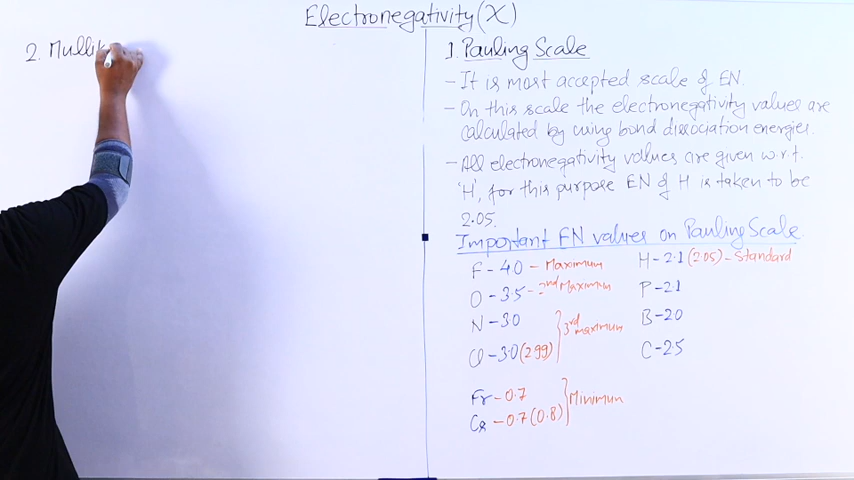 Electronegativity (X)
2. Mullik
1. Pauling Scale
- It is most accepted scale of EN.
- On this scale the electronegativity values are
calculated by using bond dissociation energies.
- All electronegativity values are given w.r.t.
'H', for this purpose EN of H is taken to be
2.05.
Important EN values on Pauling Scale
F - 4.0 - Maximum
O - 3.5 - 2nd Maximum
N - 3.0
Cl - 3.0 (2.99)
3rd maximum
Fr - 0.7
Cs - 0.7 (0.8)
Minimum
H - 2.1 (2.05) - Standard
P - 2.1
B - 2.0
C - 2.5